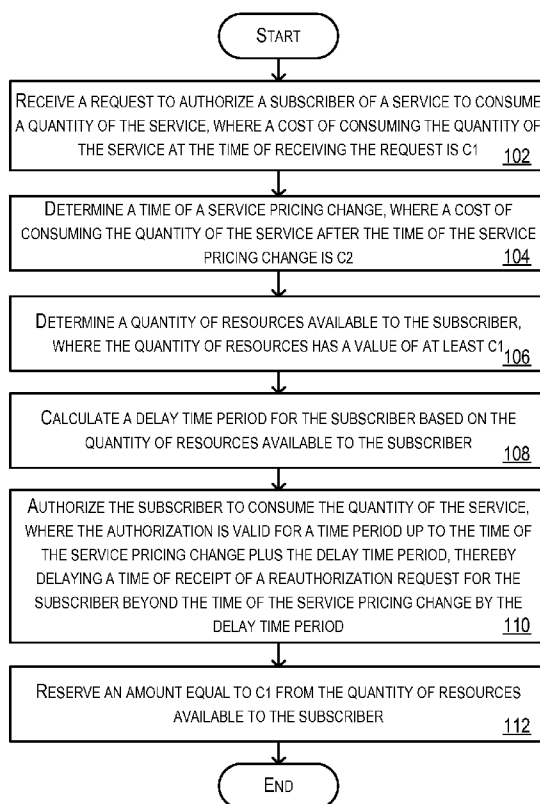 START
RECEIVE A REQUEST TO AUTHORIZE A SUBSCRIBER OF A SERVICE TO CONSUME
A QUANTITY OF THE SERVICE, WHERE A COST OF CONSUMING THE QUANTITY OF
THE SERVICE AT THE TIME OF RECEIVING THE REQUEST IS C1
102
DETERMINE A TIME OF A SERVICE PRICING CHANGE, WHERE A COST OF
CONSUMING THE QUANTITY OF THE SERVICE AFTER THE TIME OF THE SERVICE
PRICING CHANGE IS C2
104
DETERMINE A QUANTITY OF RESOURCES AVAILABLE TO THE SUBSCRIBER,
WHERE THE QUANTITY OF RESOURCES HAS A VALUE OF AT LEAST C1
106
CALCULATE A DELAY TIME PERIOD FOR THE SUBSCRIBER BASED ON THE
QUANTITY OF RESOURCES AVAILABLE TO THE SUBSCRIBER
108
AUTHORIZE THE SUBSCRIBER TO CONSUME THE QUANTITY OF THE SERVICE,
WHERE THE AUTHORIZATION IS VALID FOR A TIME PERIOD UP TO THE TIME OF
THE SERVICE PRICING CHANGE PLUS THE DELAY TIME PERIOD, THEREBY
DELAYING A TIME OF RECEIPT OF A REAUTHORIZATION REQUEST FOR THE
SUBSCRIBER BEYOND THE TIME OF THE SERVICE PRICING CHANGE BY THE
DELAY TIME PERIOD
110
RESERVE AN AMOUNT EQUAL TO C1 FROM THE QUANTITY OF RESOURCES
AVAILABLE TO THE SUBSCRIBER
112
END